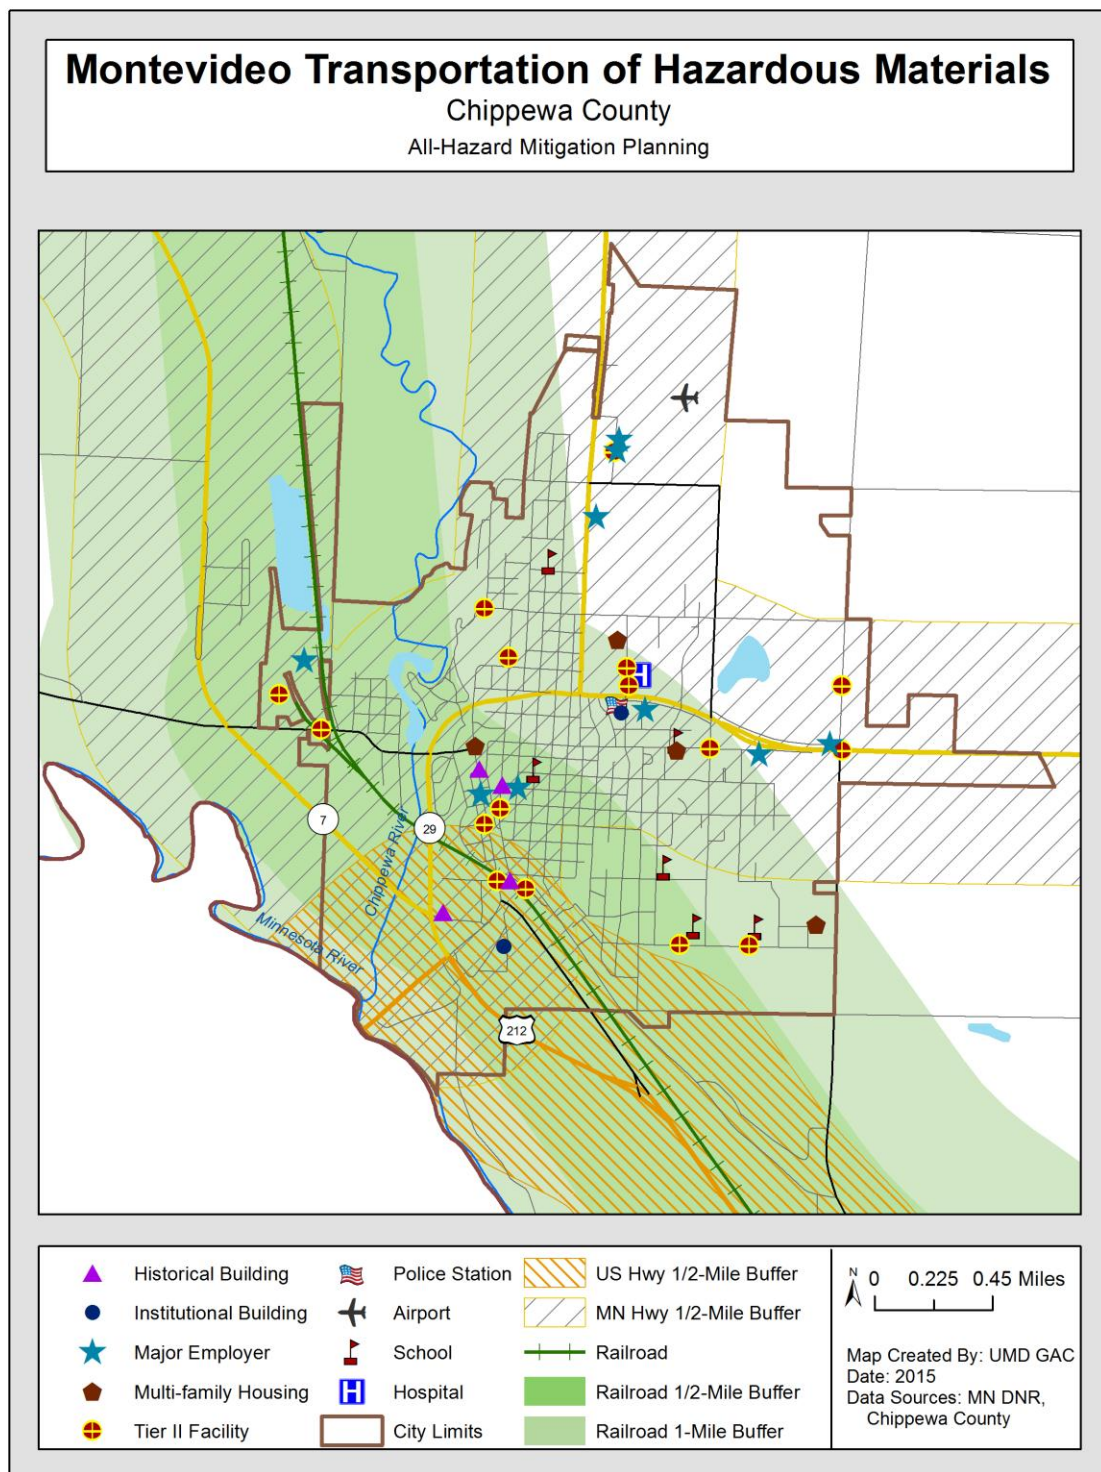 Montevideo Transportation of Hazardous Materials
Chippewa County
All-Hazard Mitigation Planning
H
7
29
Chippewa River
Minnesota River
212
Historical Building
Institutional Building
Major Employer
Multi-family Housing
Tier II Facility
Police Station
Airport
School
H
Hospital
City Limits
US Hwy 1/2-Mile Buffer
MN Hwy 1/2-Mile Buffer
Railroad
Railroad 1/2-Mile Buffer
Railroad 1-Mile Buffer
N
0 0.225 0.45 Miles
Map Created By: UMD GAC
Date: 2015
Data Sources: MN DNR,
Chippewa County